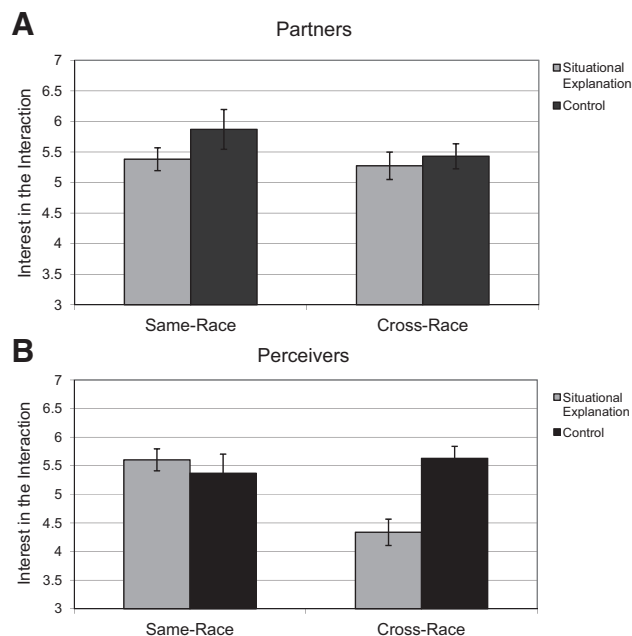 A
Partners
7
6.5
6
5.5
5
4.5
4
3.5
3
Interest in the Interaction
Situational
Explanation
Control
Same-Race
Cross-Race
B
Perceivers
7
6.5
6
5.5
5
4.5
4
3.5
3
Interest in the Interaction
Situational
Explanation
Control
Same-Race
Cross-Race